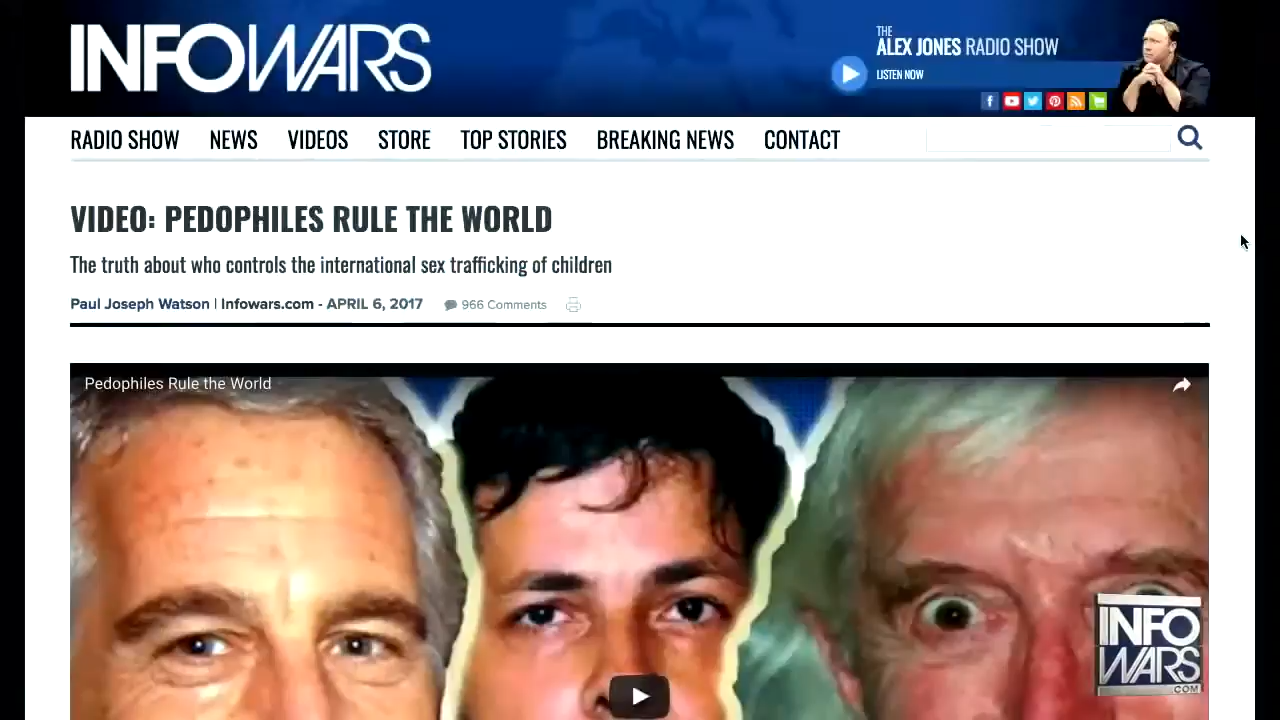 INFOWARS
THE
ALEX JONES RADIO SHOW
LISTEN NOW
RADIO SHOW NEWS VIDEOS STORE TOP STORIES BREAKING NEWS CONTACT
VIDEO: PEDOPHILES RULE THE WORLD
The truth about who controls the international sex trafficking of children
Paul Joseph Watson | Infowars.com - APRIL 6, 2017 966 Comments
Pedophiles Rule the World
INFO
WARS
.COM